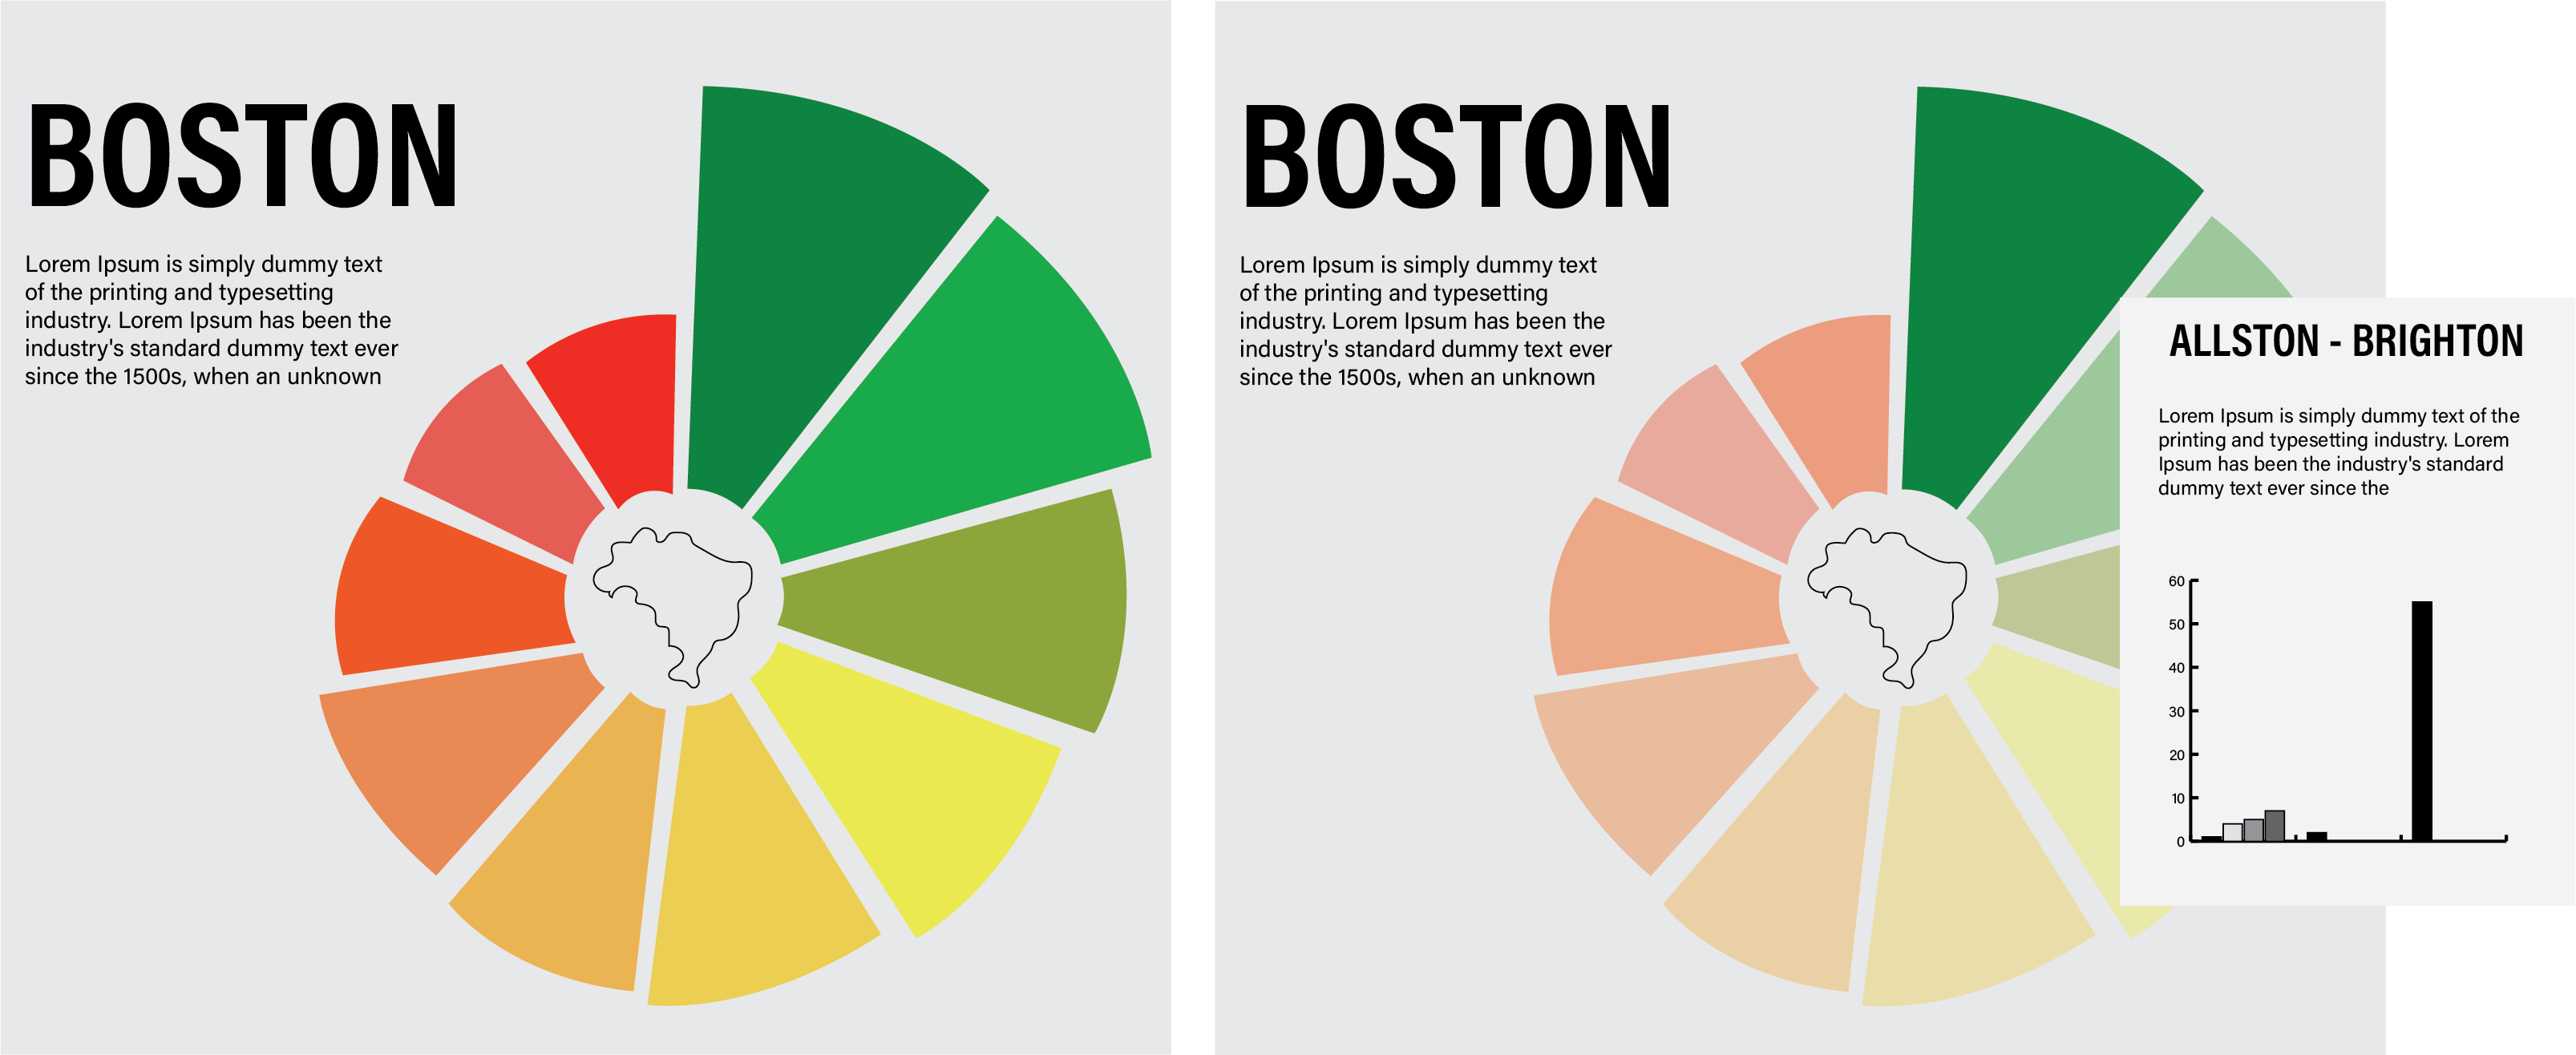 BOSTON
Lorem Ipsum is simply dummy text
of the printing and typesetting
industry. Lorem Ipsum has been the
industry's standard dummy text ever
since the 1500s, when an unknown
BOSTON
Lorem Ipsum is simply dummy text
of the printing and typesetting
industry. Lorem Ipsum has been the
industry's standard dummy text ever
since the 1500s, when an unknown
ALLSTON - BRIGHTON
Lorem Ipsum is simply dummy text of the
printing and typesetting industry. Lorem
Ipsum has been the industry's standard
dummy text ever since the
60
50
40
30
20
10
0